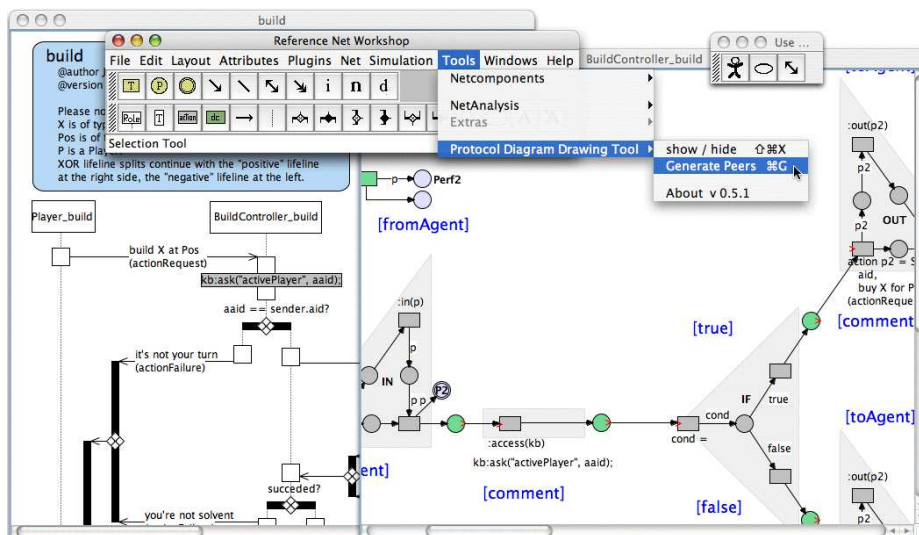 build
Reference Net Workshop
Use ...
File Edit Layout Attributes Plugins Net Simulation Tools Windows Help
BuildController_build
T P i n d
Role T action dc
Selection Tool
Netcomponents
NetAnalysis
Extras
Protocol Diagram Drawing Tool
show / hide ⇧⌘X
Generate Peers ⌘G
About v 0.5.1
build
@author
@version
Please
X is of
Pos is of
P is a
XOR lifeline splits continue with the "positive" lifeline
at the right side, the "negative" lifeline at the left.
Player_build
BuildController_build
build X at Pos
(actionRequest)
kb:ask("activePlayer", aaid);
aaid == sender.aid?
it's not your turn
(actionFailure)
succeded?
you're not solvent
p
Perf2
[fromAgent]
:in(p)
p
IN
P2
p p
:access(kb)
kb:ask("activePlayer", aaid);
[comment]
[true]
IF
true
cond
cond =
false
[false]
:out(p2)
p2
OUT
p2
action p2 =
aid,
buy X for P
[toAgent]
:out(p2)
p2